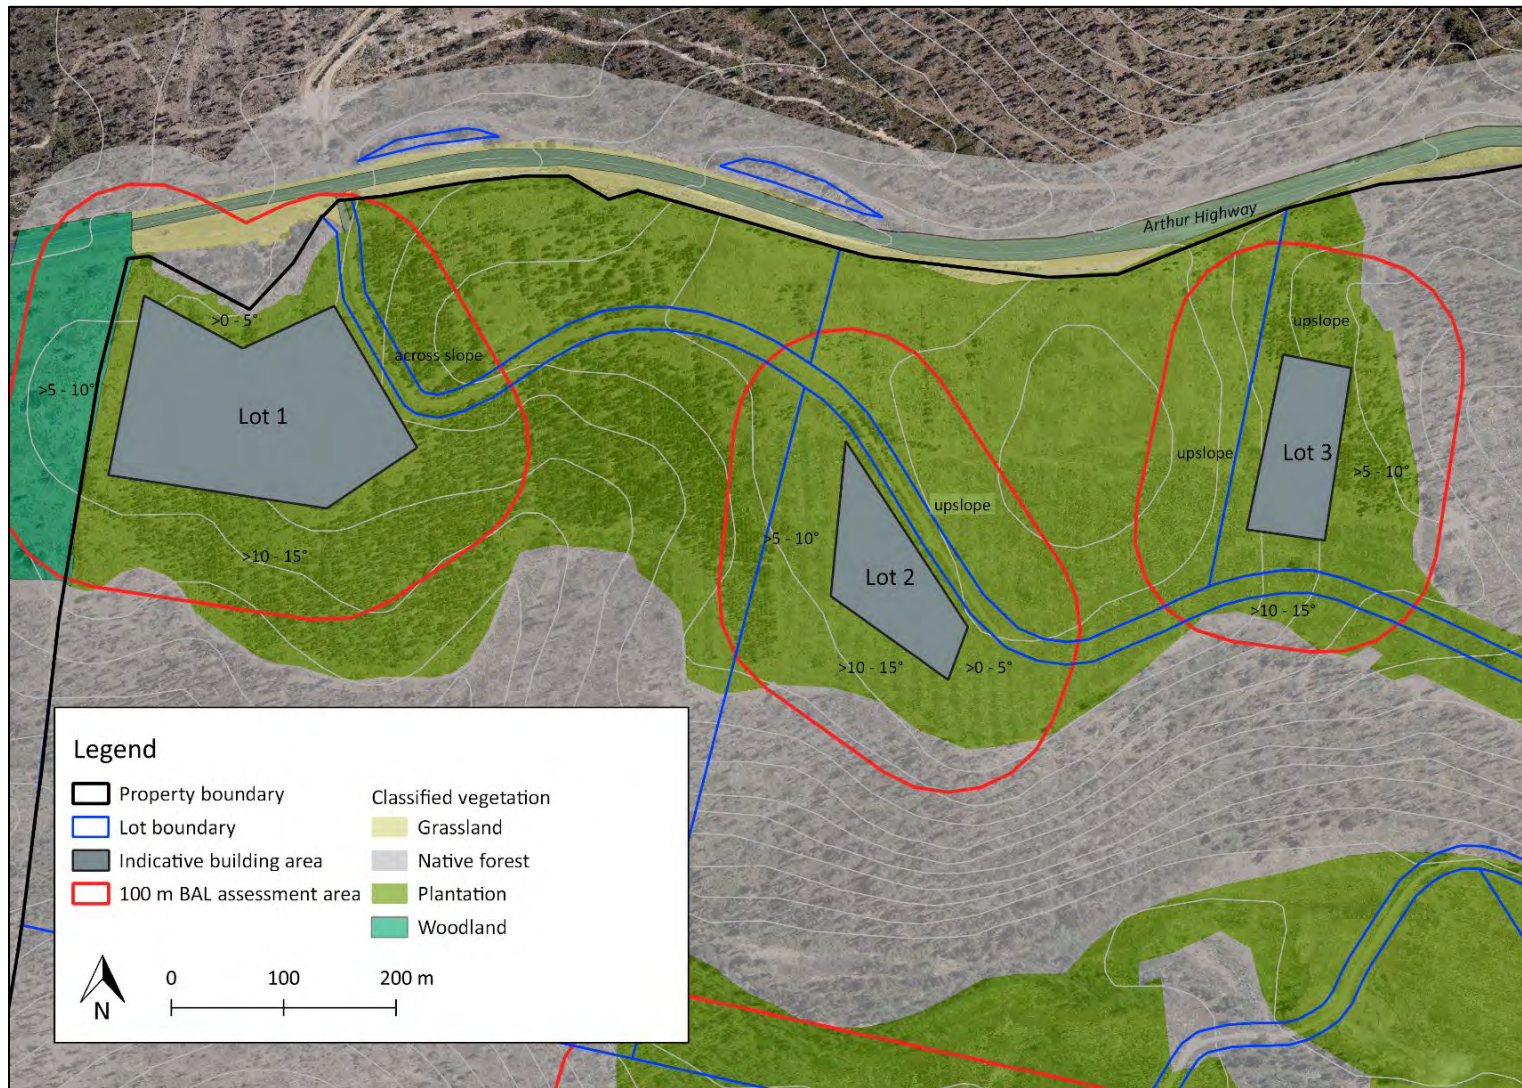 Arthur Highway
>0 - 5°
upslope
across slope
>5 - 10°
Lot 1
upslope
Lot 3
>5 - 10°
upslope
>10 - 15°
>5 - 10°
Lot 2
>10 - 15°
>10 - 15°
>0 - 5°
Legend
Property boundary
Lot boundary
Indicative building area
100 m BAL assessment area
Classified vegetation
Grassland
Native forest
Plantation
Woodland
N
0 100 200 m